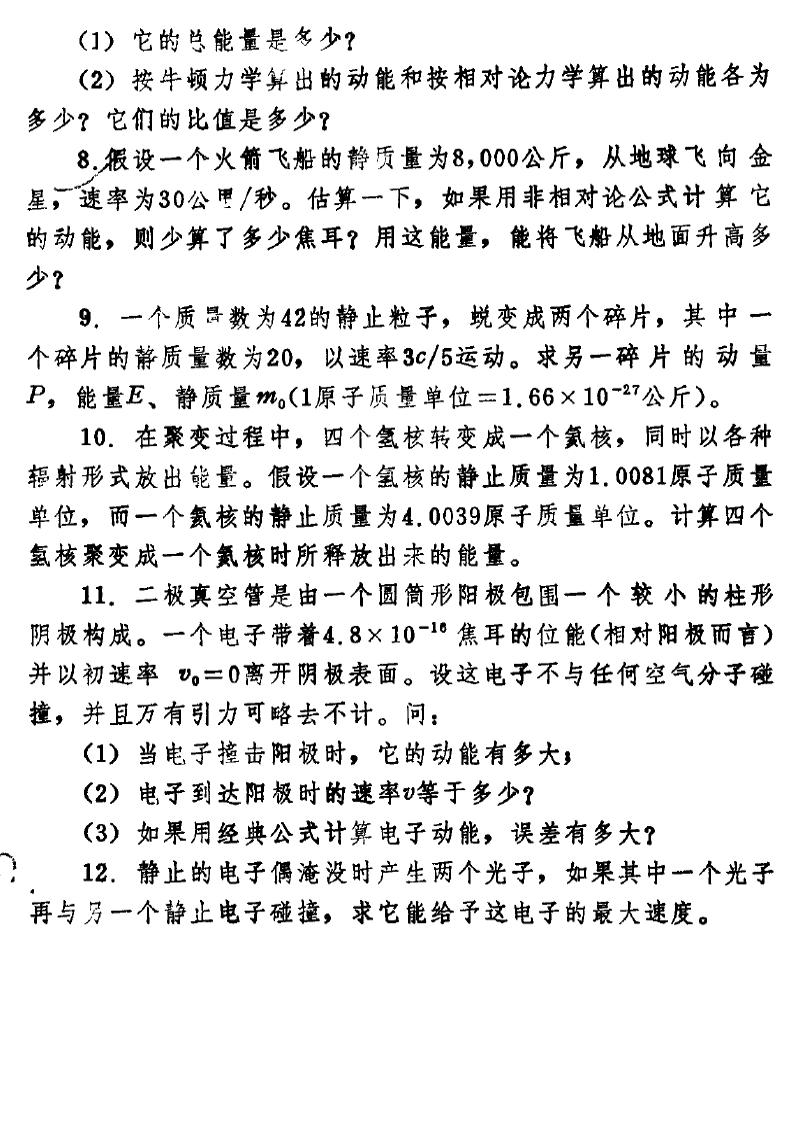 (1) 它的总能量是多少?
(2) 按牛顿力学算出的动能和按相对论力学算出的动能各为
多少? 它们的比值是多少?
8.假设一个火箭飞船的静质量为8,000公斤，从地球飞向金
星，速率为30公里/秒。估算一下，如果用非相对论公式计算它
的动能，则少算了多少焦耳? 用这能量，能将飞船从地面升高多
少?
9. 一个质量数为42的静止粒子，蜕变成两个碎片，其中一
个碎片的静质量数为20，以速率3c/5运动。求另一碎片的动量
P，能量E、静质量m₀(1原子质量单位=1.66×10⁻²⁷公斤)。
10. 在聚变过程中，四个氢核转变成一个氦核，同时以各种
辐射形式放出能量。假设一个氢核的静止质量为1.0081原子质量
单位，而一个氦核的静止质量为4.0039原子质量单位。计算四个
氢核聚变成一个氦核时所释放出来的能量。
11. 二极真空管是由一个圆筒形阳极包围一个较小的柱形
阴极构成。一个电子带着4.8×10⁻¹⁶焦耳的位能(相对阳极而言)
并以初速率 v₀=0离开阴极表面。设这电子不与任何空气分子碰
撞，并且万有引力可略去不计。问:
(1) 当电子撞击阳极时，它的动能有多大;
(2) 电子到达阳极时的速率v等于多少?
(3) 如果用经典公式计算电子动能，误差有多大?
12. 静止的电子偶淹没时产生两个光子，如果其中一个光子
再与另一个静止电子碰撞，求它能给予这电子的最大速度。